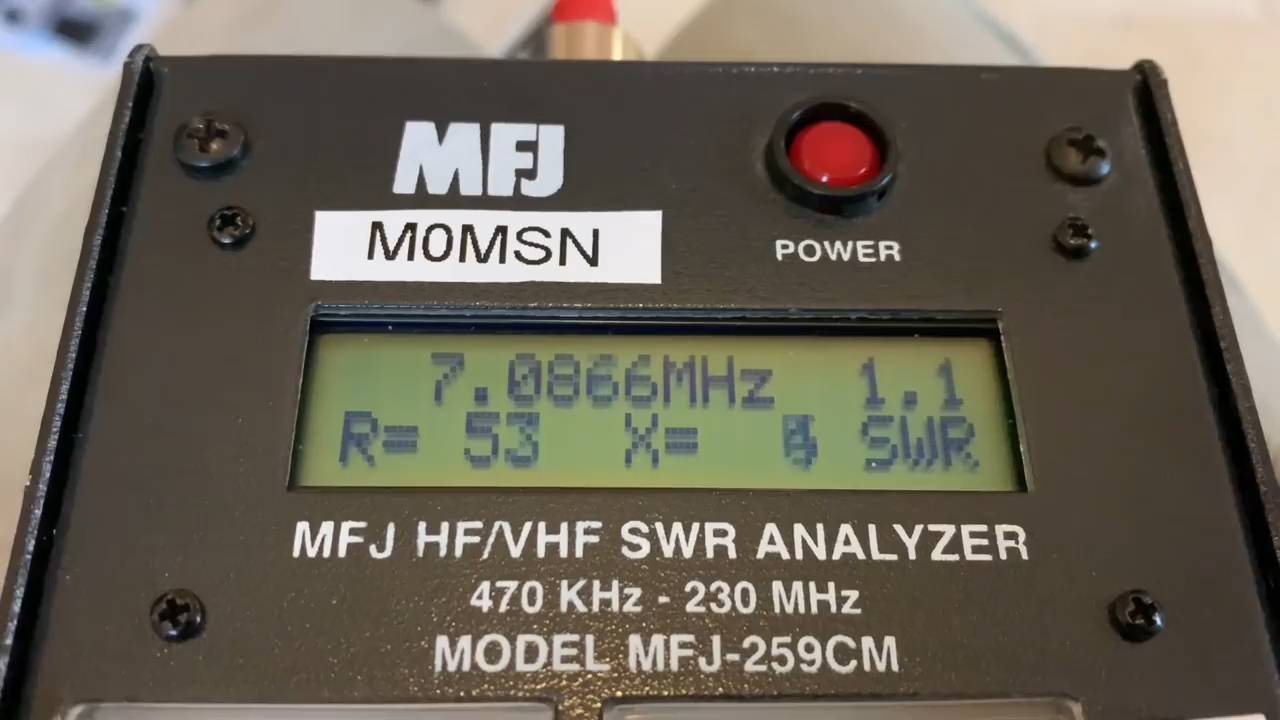 MFJ
M0MSN
POWER
7.0866MHz 1.1
R= 53 X= SWR
MFJ HF/VHF SWR ANALYZER
470 KHz - 230 MHz
MODEL MFJ-259CM